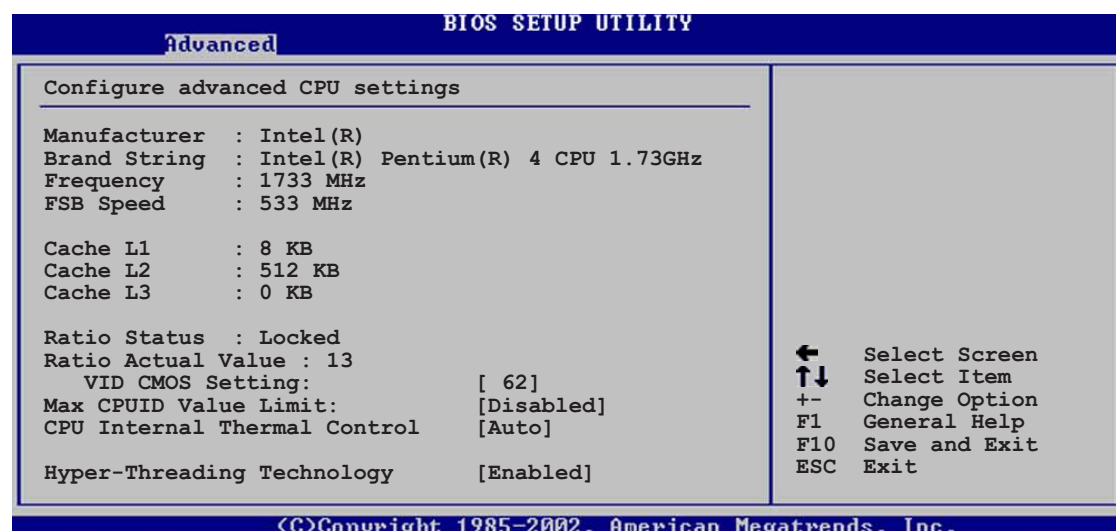 BIOS SETUP UTILITY
Advanced
Configure advanced CPU settings
Manufacturer : Intel(R)
Brand String : Intel(R) Pentium(R) 4 CPU 1.73GHz
Frequency : 1733 MHz
FSB Speed : 533 MHz
Cache L1 : 8 KB
Cache L2 : 512 KB
Cache L3 : 0 KB
Ratio Status : Locked
Ratio Actual Value : 13
VID CMOS Setting: [ 62]
Max CPUID Value Limit: [Disabled]
CPU Internal Thermal Control [Auto]
Hyper-Threading Technology [Enabled]
← Select Screen
↑↓ Select Item
+- Change Option
F1 General Help
F10 Save and Exit
ESC Exit
(C)Copyright 1985-2002, American Megatrends, Inc.